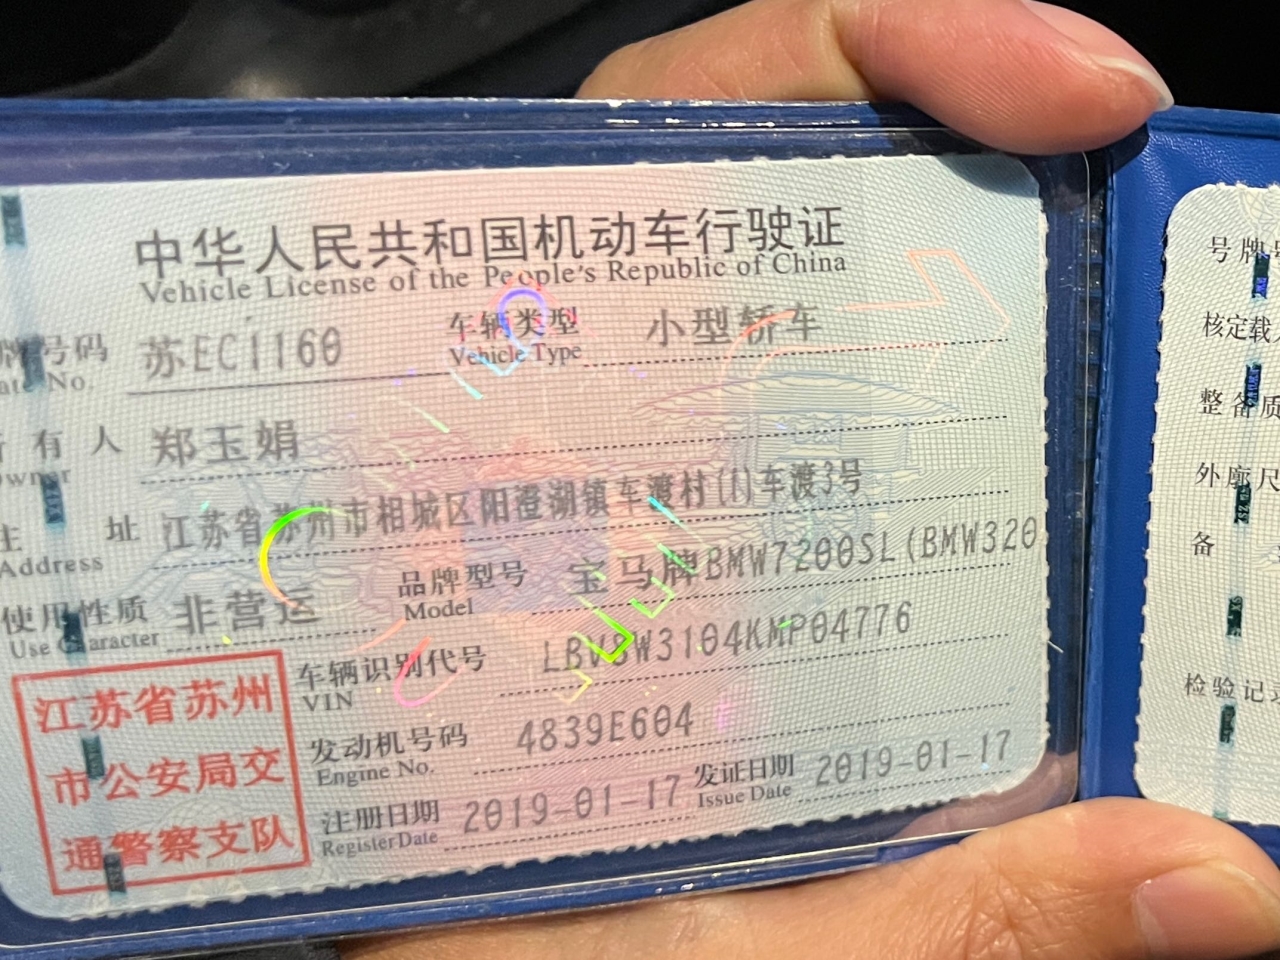 中华人民共和国机动车行驶证
Vehicle License of the People's Republic of China
牌号码 苏EC1160 车辆类型 小型轿车
ate No. Vehicle Type
所有人 郑玉娟
Owner
主 址 江苏省苏州市相城区阳澄湖镇车渡村(1)车渡3号
Address
使用性质 非营运 品牌型号 宝马牌BMW7200SL(BMW320
Use Character Model
车辆识别代号 LBV8W3104KMP04776
VIN
发动机号码 4839E604
Engine No.
注册日期 2019-01-17 发证日期 2019-01-17
Register Date Issue Date
江苏省苏州
市公安局交
通警察支队
号牌号
核定载人
整备质
外廓尺
备
检验记录